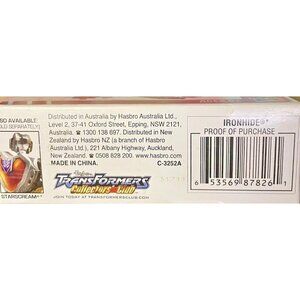 SO AVAILABLE:
OLD SEPARATELY)
STARSCREAM®*
Distributed in Australia by Hasbro Australia Ltd.,
Level 2, 37-41 Oxford Street, Epping, NSW 2121,
Australia. ☎ 1300 138 697. Distributed in New
Zealand by Hasbro NZ (a branch of Hasbro
Australia Ltd.), 221 Albany Highway, Auckland,
New Zealand. ☎ 0508 828 200. www.hasbro.com.
MADE IN CHINA. C-3252A
TRANSFORMERS
Collectors' Club
JOIN TODAY AT TRANSFORMERSCLUB.COM
IRONHIDE®*
PROOF OF PURCHASE
6 53569 87826 1